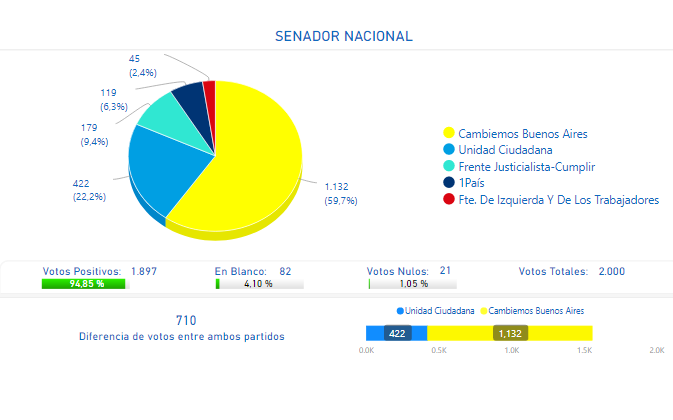 SENADOR NACIONAL
45
(2,4%)
119
(6,3%)
179
(9,4%)
422
(22,2%)
1.132
(59,7%)
Cambiemos Buenos Aires
Unidad Ciudadana
Frente Justicialista-Cumplir
1País
Fte. De Izquierda Y De Los Trabajadores
Votos Positivos: 1.897
94,85 %
En Blanco: 82
4,10 %
Votos Nulos: 21
1,05 %
Votos Totales: 2.000
710
Diferencia de votos entre ambos partidos
Unidad Ciudadana Cambiemos Buenos Aires
422 1,132
0.0K 0.5K 1.0K 1.5K 2.0K